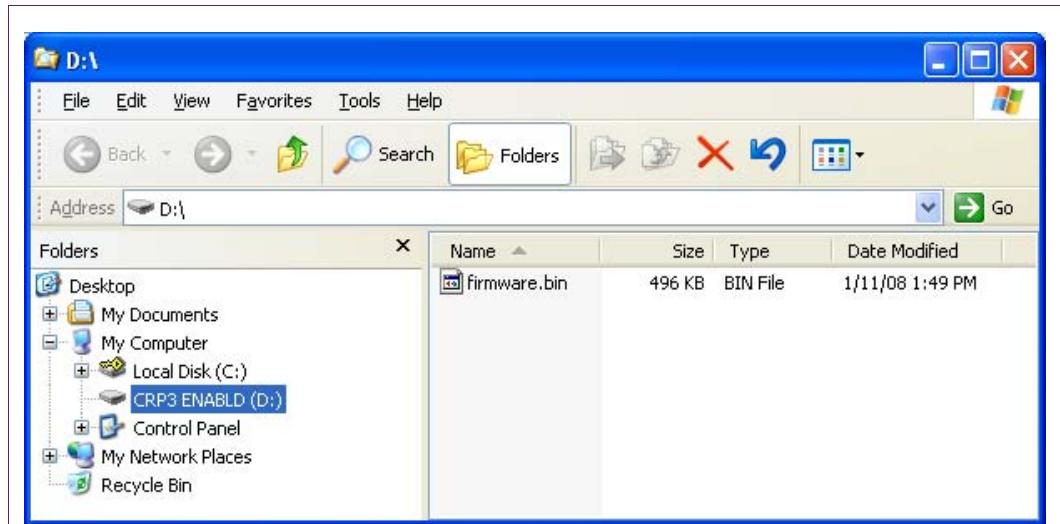 D:\
File Edit View Favorites Tools Help
Back Search Folders
Address D:\ Go
Folders x
Name Size Type Date Modified
firmware.bin 496 KB BIN File 1/11/08 1:49 PM
Desktop
My Documents
My Computer
Local Disk (C:)
CRP3 ENABLD (D:)
Control Panel
My Network Places
Recycle Bin